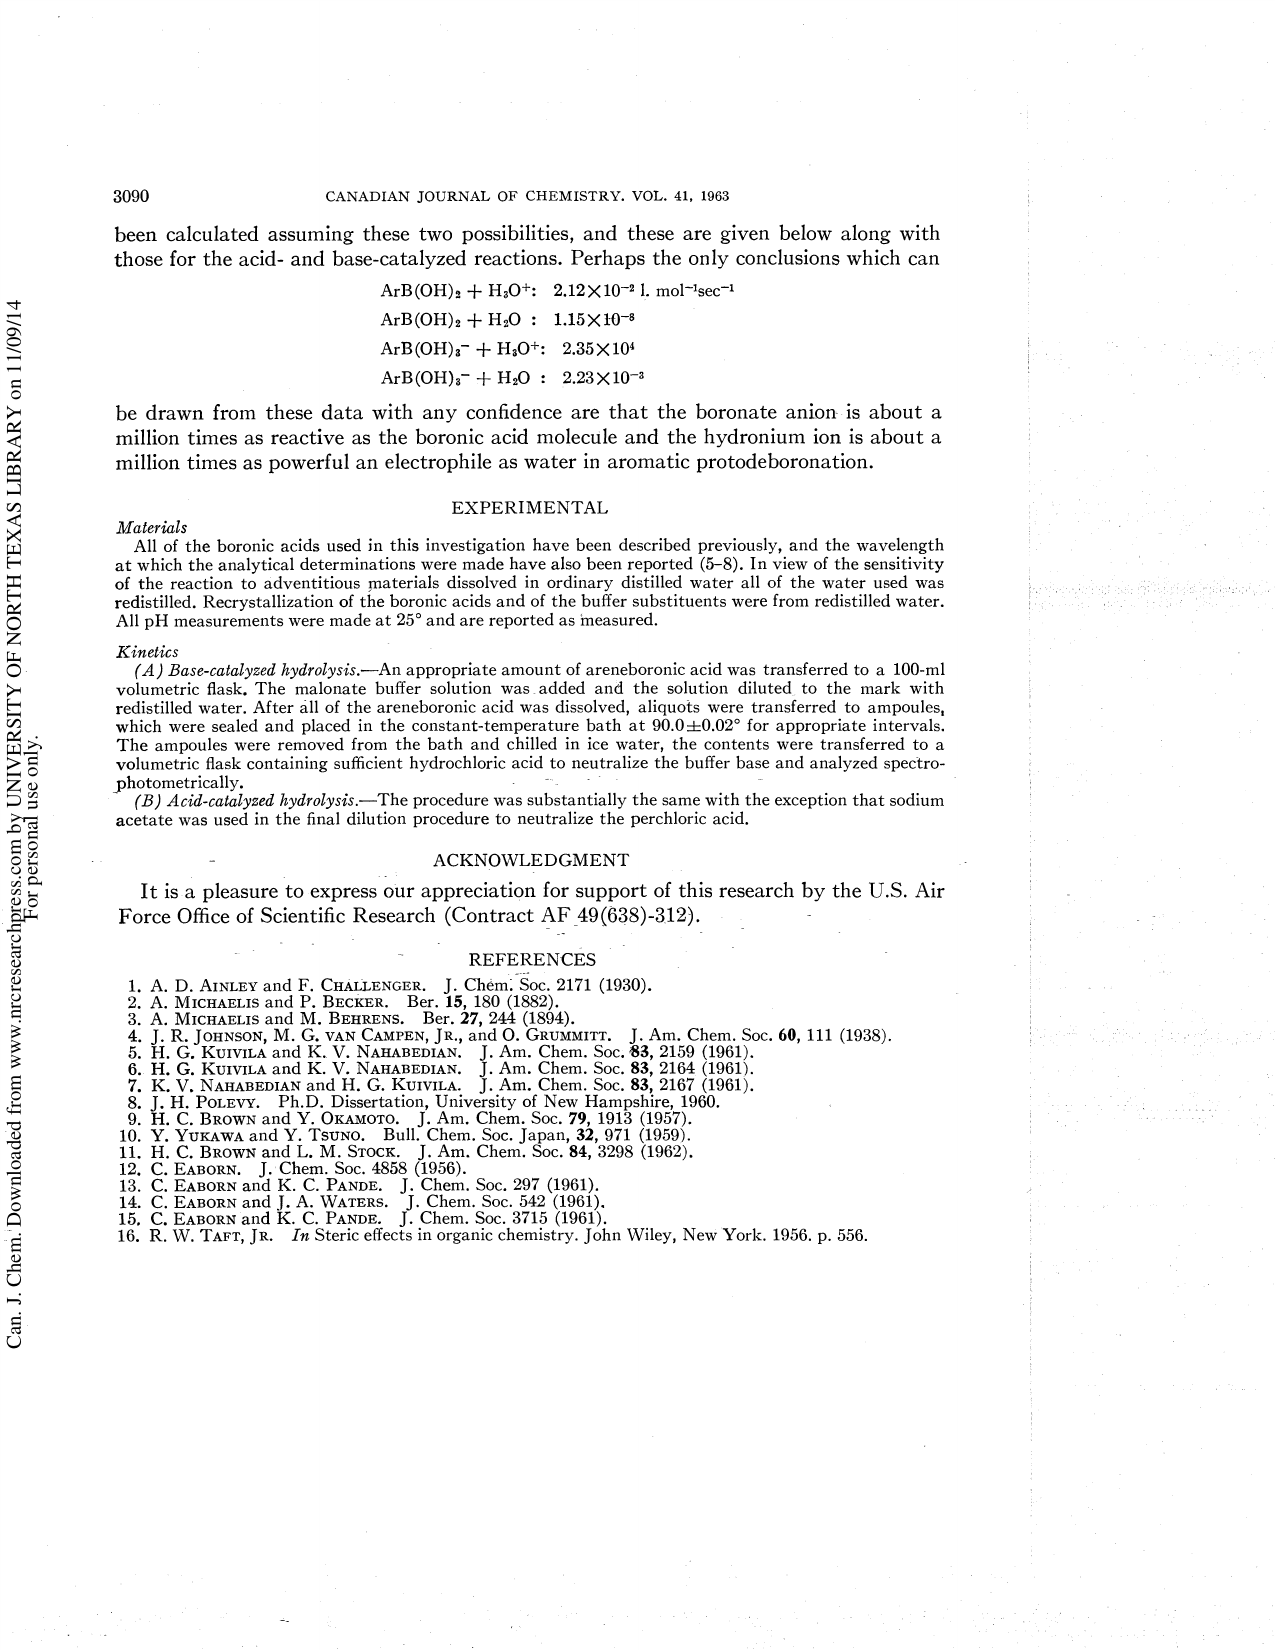 3090 CANADIAN JOURNAL OF CHEMISTRY. VOL. 41, 1963
been calculated assuming these two possibilities, and these are given below along with
those for the acid- and base-catalyzed reactions. Perhaps the only conclusions which can
ArB(OH)₂ + H₃O⁺: 2.12×10⁻² l. mol⁻¹sec⁻¹
ArB(OH)₂ + H₂O : 1.15×10⁻⁸
ArB(OH)₃⁻ + H₃O⁺: 2.35×10⁴
ArB(OH)₃⁻ + H₂O : 2.23×10⁻³
be drawn from these data with any confidence are that the boronate anion is about a
million times as reactive as the boronic acid molecule and the hydronium ion is about a
million times as powerful an electrophile as water in aromatic protodeboronation.
EXPERIMENTAL
Materials
All of the boronic acids used in this investigation have been described previously, and the wavelength
at which the analytical determinations were made have also been reported (5–8). In view of the sensitivity
of the reaction to adventitious materials dissolved in ordinary distilled water all of the water used was
redistilled. Recrystallization of the boronic acids and of the buffer substituents were from redistilled water.
All pH measurements were made at 25° and are reported as measured.
Kinetics
(A) Base-catalyzed hydrolysis.—An appropriate amount of areneboronic acid was transferred to a 100-ml
volumetric flask. The malonate buffer solution was added and the solution diluted to the mark with
redistilled water. After all of the areneboronic acid was dissolved, aliquots were transferred to ampoules,
which were sealed and placed in the constant-temperature bath at 90.0±0.02° for appropriate intervals.
The ampoules were removed from the bath and chilled in ice water, the contents were transferred to a
volumetric flask containing sufficient hydrochloric acid to neutralize the buffer base and analyzed spectro-
photometrically.
(B) Acid-catalyzed hydrolysis.—The procedure was substantially the same with the exception that sodium
acetate was used in the final dilution procedure to neutralize the perchloric acid.
ACKNOWLEDGMENT
It is a pleasure to express our appreciation for support of this research by the U.S. Air
Force Office of Scientific Research (Contract AF 49(638)-312).
REFERENCES
1. A. D. AINLEY and F. CHALLENGER. J. Chem. Soc. 2171 (1930).
2. A. MICHAELIS and P. BECKER. Ber. 15, 180 (1882).
3. A. MICHAELIS and M. BEHRENS. Ber. 27, 244 (1894).
4. J. R. JOHNSON, M. G. VAN CAMPEN, JR., and O. GRUMMITT. J. Am. Chem. Soc. 60, 111 (1938).
5. H. G. KUIVILA and K. V. NAHABEDIAN. J. Am. Chem. Soc. 83, 2159 (1961).
6. H. G. KUIVILA and K. V. NAHABEDIAN. J. Am. Chem. Soc. 83, 2164 (1961).
7. K. V. NAHABEDIAN and H. G. KUIVILA. J. Am. Chem. Soc. 83, 2167 (1961).
8. J. H. POLEVY. Ph.D. Dissertation, University of New Hampshire, 1960.
9. H. C. BROWN and Y. OKAMOTO. J. Am. Chem. Soc. 79, 1913 (1957).
10. Y. YUKAWA and Y. TSUNO. Bull. Chem. Soc. Japan, 32, 971 (1959).
11. H. C. BROWN and L. M. STOCK. J. Am. Chem. Soc. 84, 3298 (1962).
12. C. EABORN. J. Chem. Soc. 4858 (1956).
13. C. EABORN and K. C. PANDE. J. Chem. Soc. 297 (1961).
14. C. EABORN and J. A. WATERS. J. Chem. Soc. 542 (1961).
15. C. EABORN and K. C. PANDE. J. Chem. Soc. 3715 (1961).
16. R. W. TAFT, JR. In Steric effects in organic chemistry. John Wiley, New York. 1956. p. 556.
Can. J. Chem. Downloaded from www.nrcresearchpress.com by UNIVERSITY OF NORTH TEXAS LIBRARY on 11/09/14
For personal use only.